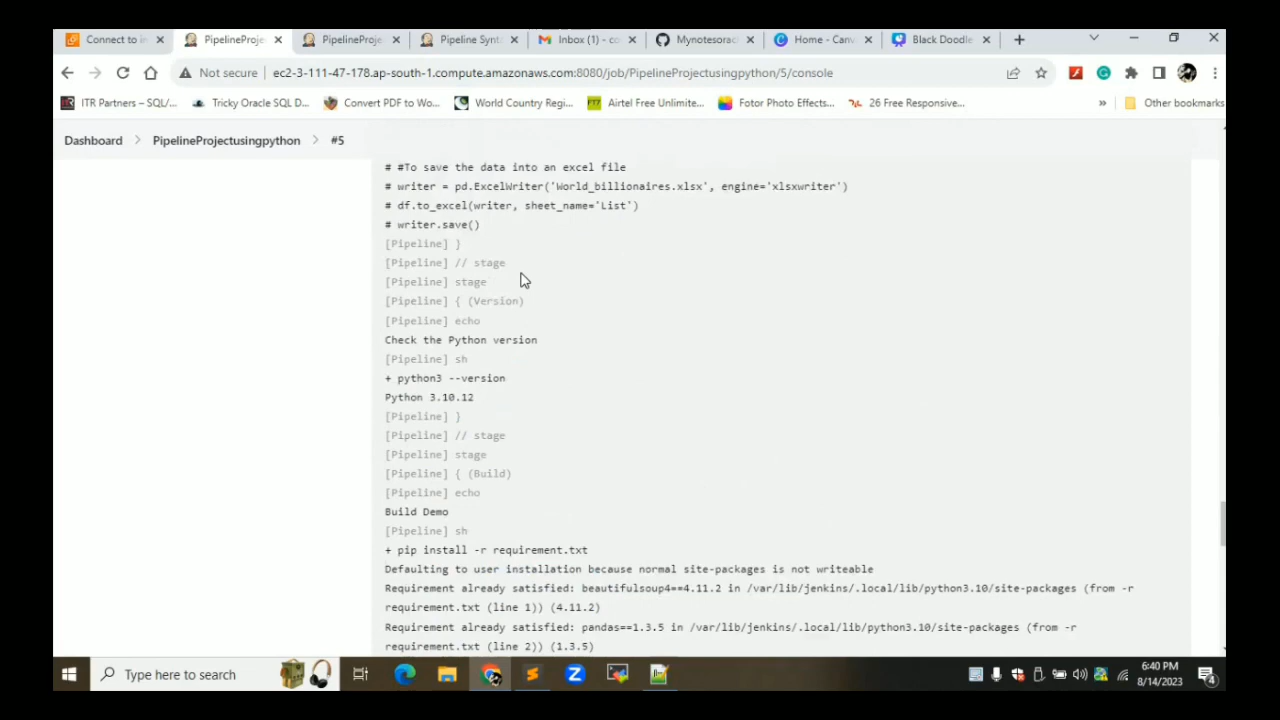 Connect to in
PipelineProje
PipelineProje
Pipeline Synt
Inbox (1) - co
Mynotesorac
Home - Canv
Black Doodle
Not secure
ec2-3-111-47-178.ap-south-1.compute.amazonaws.com:8080/job/PipelineProjectusingpython/5/console
ITR Partners – SQL/...
Tricky Oracle SQL D...
Convert PDF to Wo...
World Country Regi...
Airtel Free Unlimite...
Fotor Photo Effects...
26 Free Responsive...
»
Other bookmarks
Dashboard > PipelineProjectusingpython > #5
# #To save the data into an excel file
# writer = pd.ExcelWriter('World_billionaires.xlsx', engine='xlsxwriter')
# df.to_excel(writer, sheet_name='List')
# writer.save()
[Pipeline] }
[Pipeline] // stage
[Pipeline] stage
[Pipeline] { (Version)
[Pipeline] echo
Check the Python version
[Pipeline] sh
+ python3 --version
Python 3.10.12
[Pipeline] }
[Pipeline] // stage
[Pipeline] stage
[Pipeline] { (Build)
[Pipeline] echo
Build Demo
[Pipeline] sh
+ pip install -r requirement.txt
Defaulting to user installation because normal site-packages is not writeable
Requirement already satisfied: beautifulsoup4==4.11.2 in /var/lib/jenkins/.local/lib/python3.10/site-packages (from -r
requirement.txt (line 1)) (4.11.2)
Requirement already satisfied: pandas==1.3.5 in /var/lib/jenkins/.local/lib/python3.10/site-packages (from -r
requirement.txt (line 2)) (1.3.5)
Type here to search
6:40 PM
8/14/2023
4